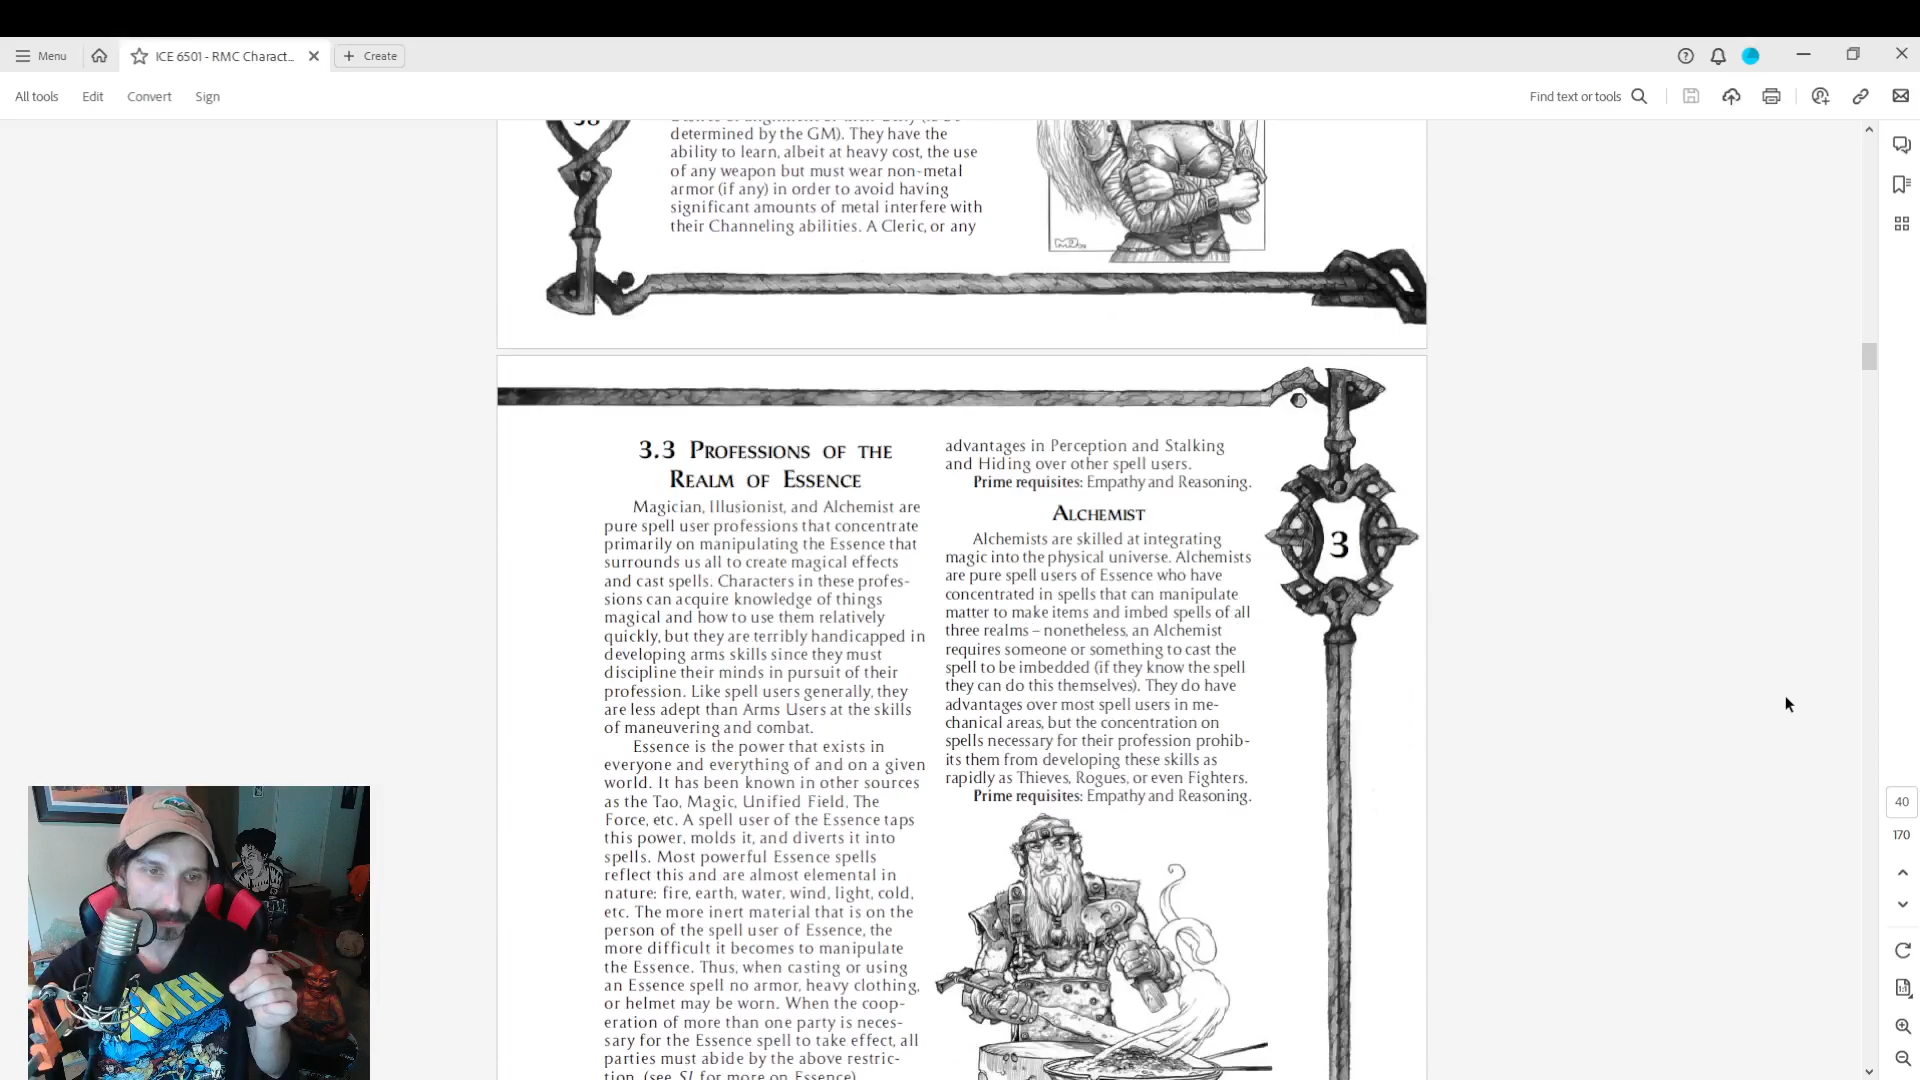 Menu
ICE 6501 - RMC Charact...
Create
All tools
Edit
Convert
Sign
Find text or tools
determined by the GM). They have the
ability to learn, albeit at heavy cost, the use
of any weapon but must wear non-metal
armor (if any) in order to avoid having
significant amounts of metal interfere with
their Channeling abilities. A Cleric, or any
3.3 Professions of the
Realm of Essence
Magician, Illusionist, and Alchemist are
pure spell user professions that concentrate
primarily on manipulating the Essence that
surrounds us all to create magical effects
and cast spells. Characters in these profes-
sions can acquire knowledge of things
magical and how to use them relatively
quickly, but they are terribly handicapped in
developing arms skills since they must
discipline their minds in pursuit of their
profession. Like spell users generally, they
are less adept than Arms Users at the skills
of maneuvering and combat.
Essence is the power that exists in
everyone and everything of and on a given
world. It has been known in other sources
as the Tao, Magic, Unified Field, The
Force, etc. A spell user of the Essence taps
this power, molds it, and diverts it into
spells. Most powerful Essence spells
reflect this and are almost elemental in
nature: fire, earth, water, wind, light, cold,
etc. The more inert material that is on the
person of the spell user of Essence, the
more difficult it becomes to manipulate
the Essence. Thus, when casting or using
an Essence spell no armor, heavy clothing,
or helmet may be worn. When the coop-
eration of more than one party is neces-
sary for the Essence spell to take effect, all
parties must abide by the above restric-
tion. (see SL for more on Essence)
advantages in Perception and Stalking
and Hiding over other spell users.
Prime requisites: Empathy and Reasoning.
Alchemist
Alchemists are skilled at integrating
magic into the physical universe. Alchemists
are pure spell users of Essence who have
concentrated in spells that can manipulate
matter to make items and imbed spells of all
three realms – nonetheless, an Alchemist
requires someone or something to cast the
spell to be imbedded (if they know the spell
they can do this themselves). They do have
advantages over most spell users in me-
chanical areas, but the concentration on
spells necessary for their profession prohib-
its them from developing these skills as
rapidly as Thieves, Rogues, or even Fighters.
Prime requisites: Empathy and Reasoning.
3
40
170
X-MEN